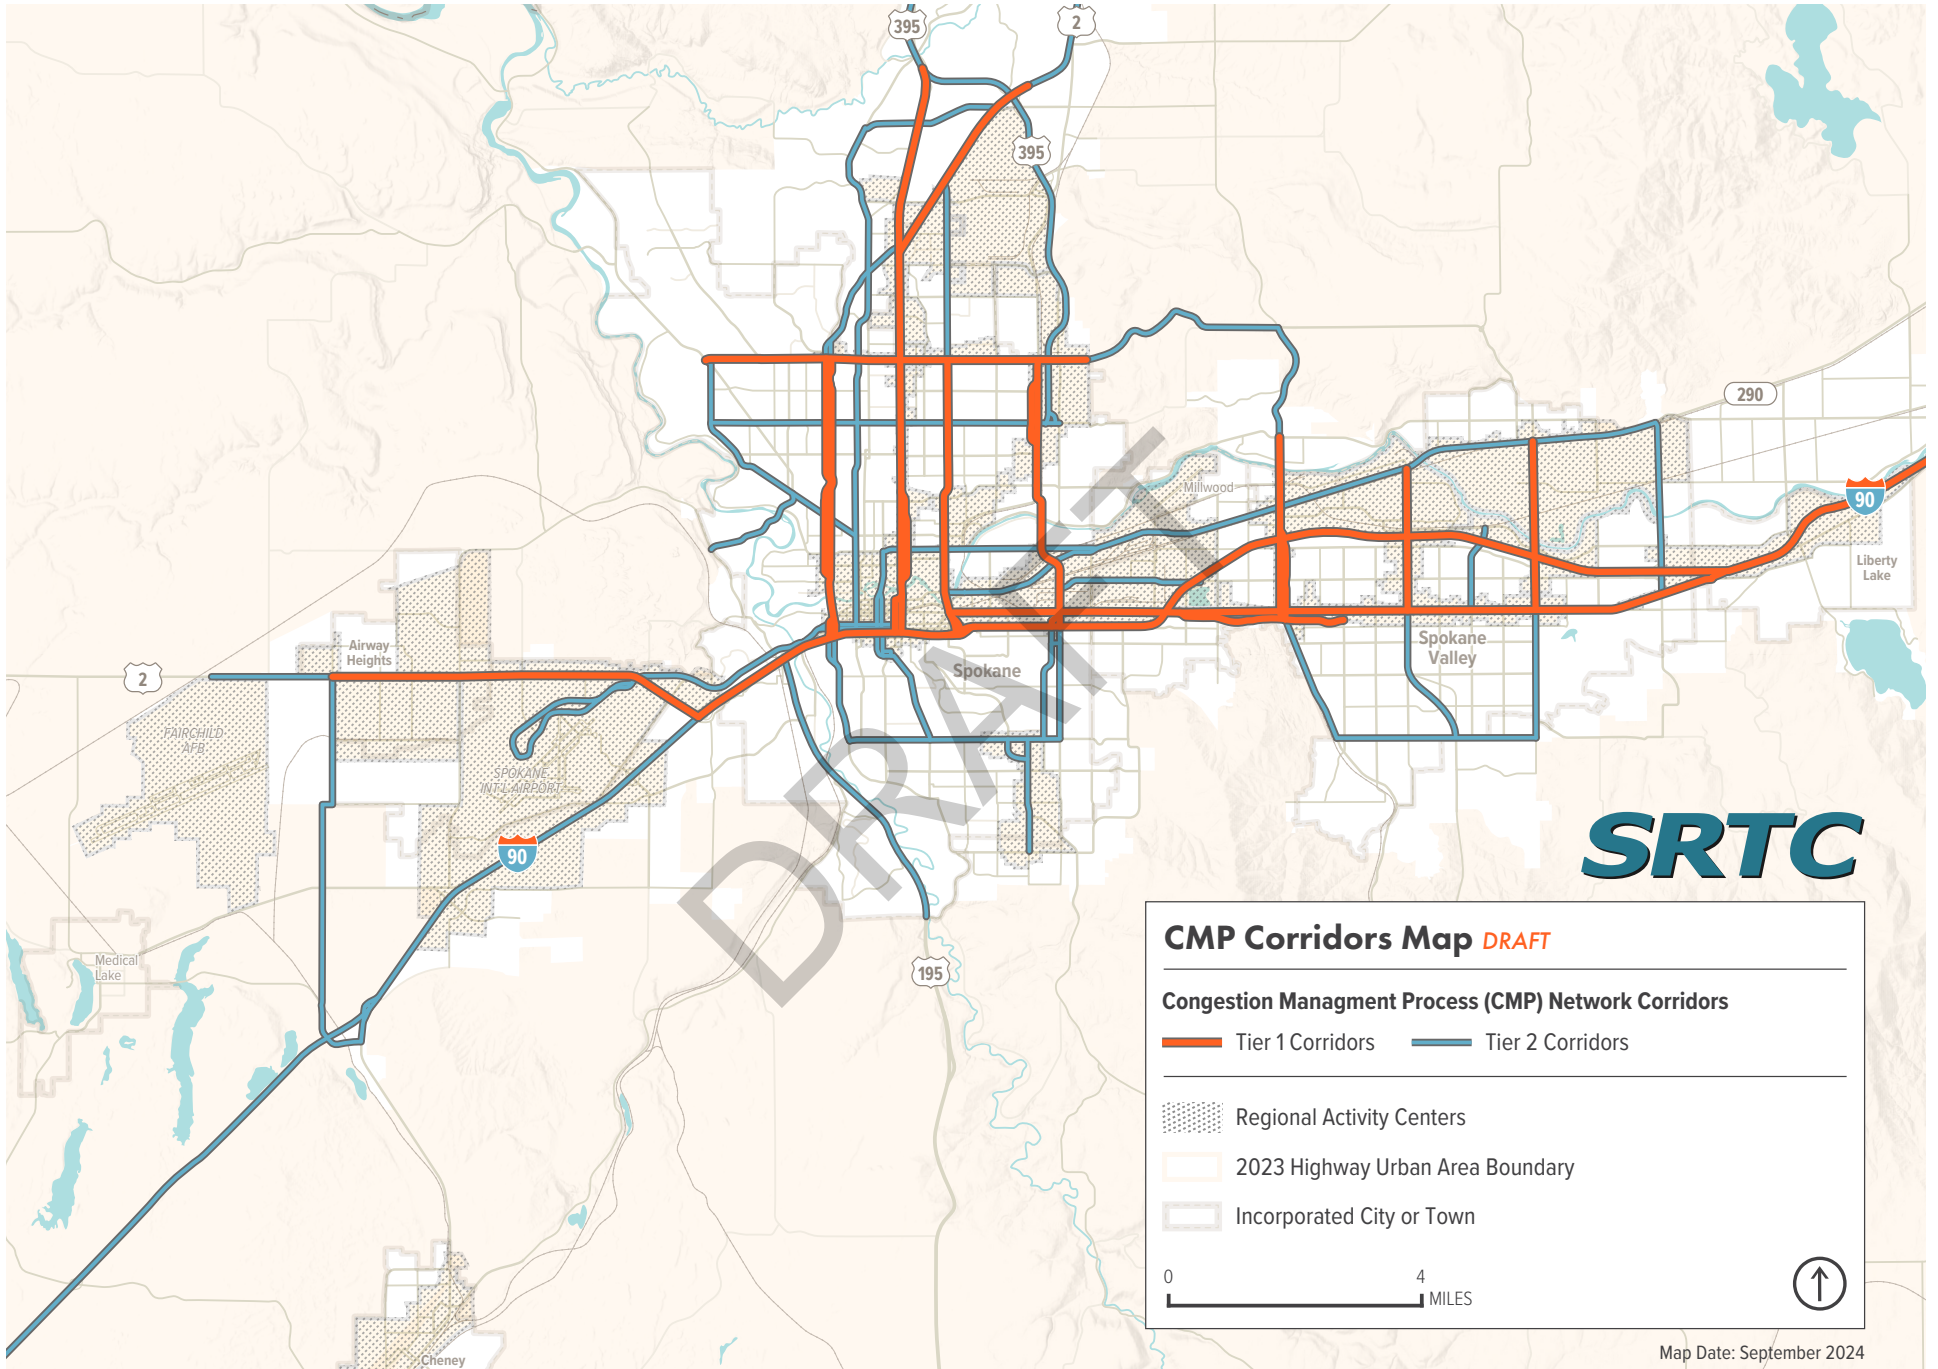 395
2
395
290
Millwood
90
Liberty
Lake
Airway
Heights
2
Spokane
Spokane
Valley
FAIRCHILD
AFB
SPOKANE
INT'L AIRPORT
90
DRAFT
SRTC
Medical
Lake
195
CMP Corridors Map DRAFT
Congestion Managment Process (CMP) Network Corridors
Tier 1 Corridors
Tier 2 Corridors
Regional Activity Centers
2023 Highway Urban Area Boundary
Incorporated City or Town
0 4
MILES
Cheney
Map Date: September 2024